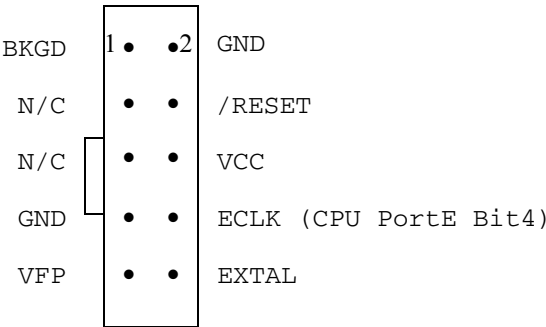 BKGD 1 2 GND
N/C /RESET
N/C VCC
GND ECLK (CPU PortE Bit4)
VFP EXTAL